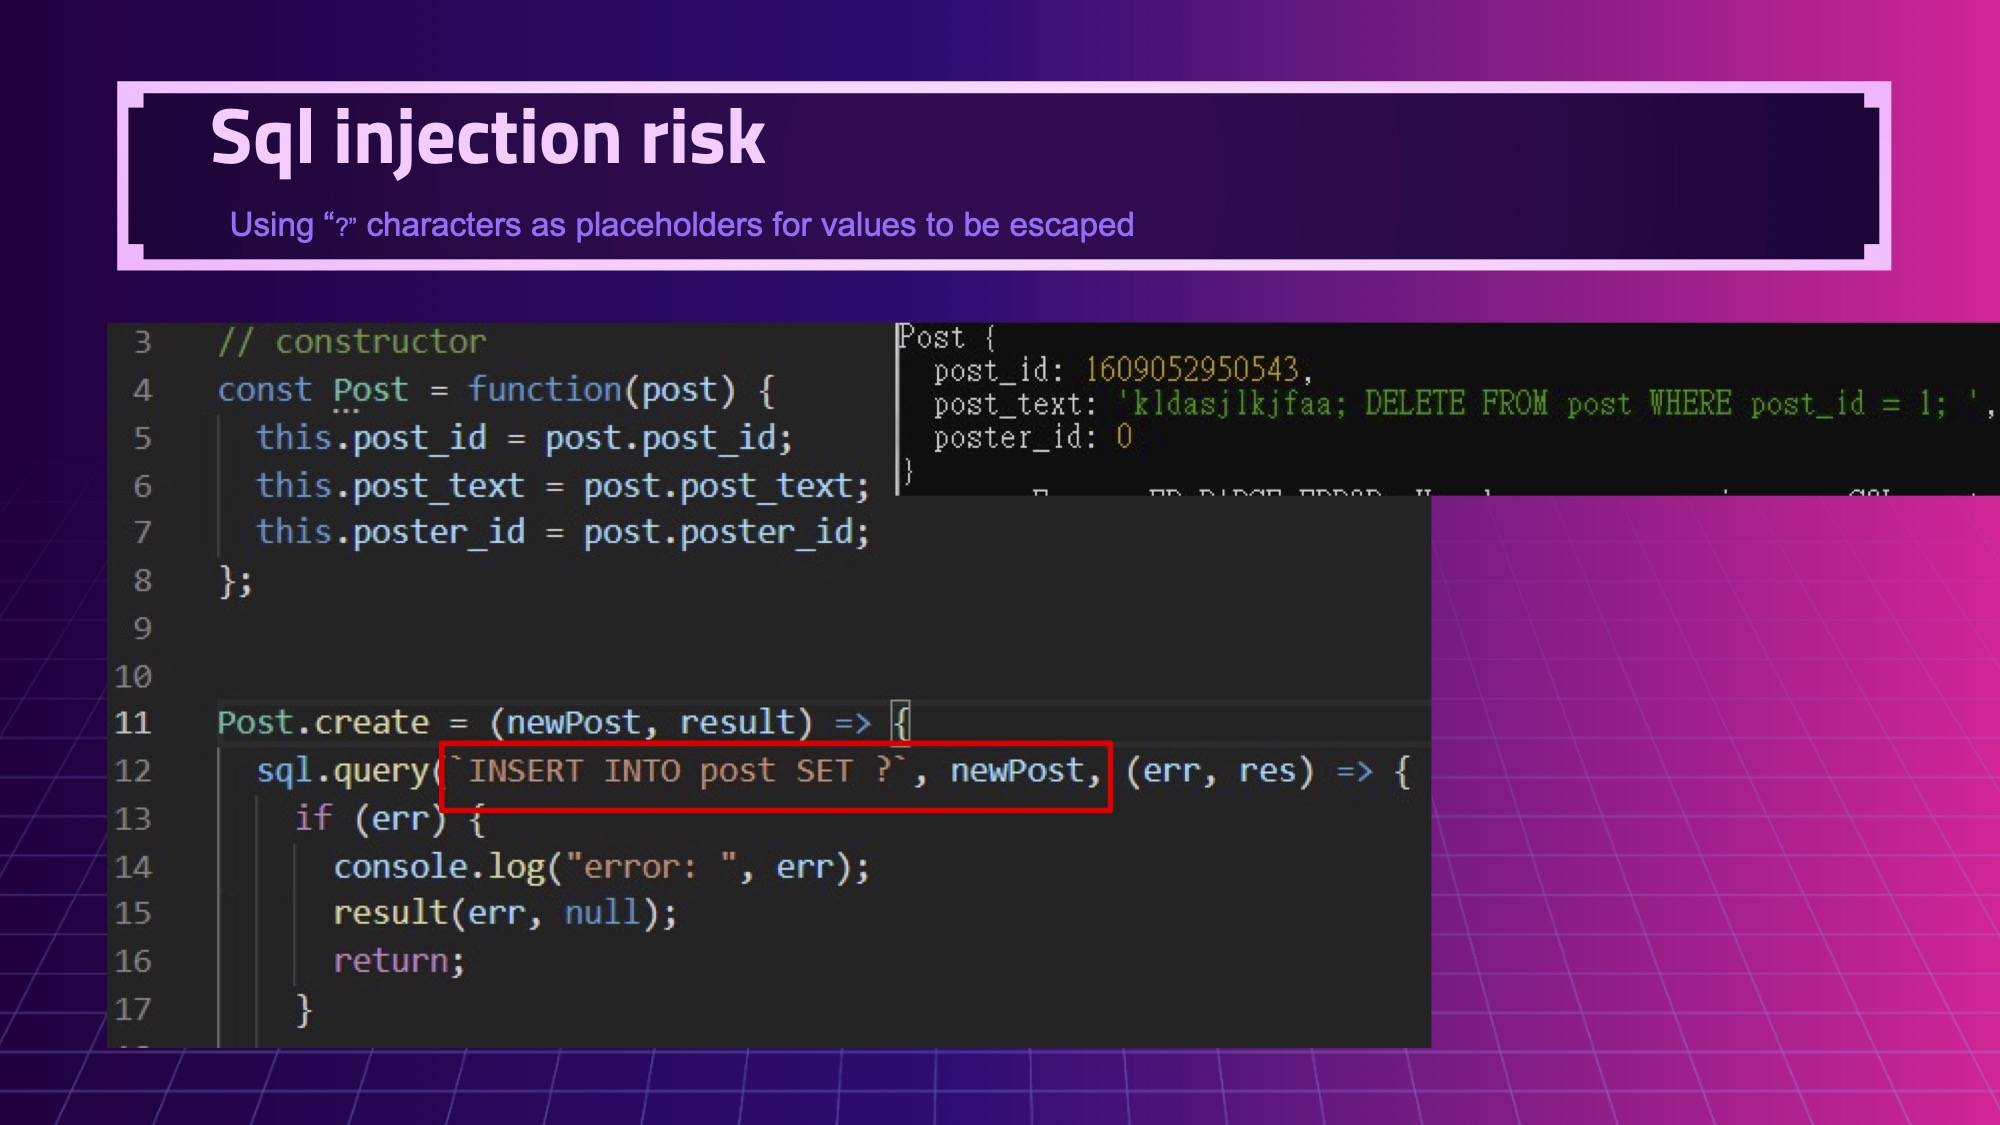 Sql injection risk
Using “?” characters as placeholders for values to be escaped
3 // constructor
4 const Post = function(post) {
5 this.post_id = post.post_id;
6 this.post_text = post.post_text;
7 this.poster_id = post.poster_id;
8 };
9
10
11 Post.create = (newPost, result) => {
12 sql.query(`INSERT INTO post SET ?`, newPost, (err, res) => {
13 if (err) {
14 console.log("error: ", err);
15 result(err, null);
16 return;
17 }
Post {
post_id: 1609052950543,
post_text: 'kldasjlkjfaa; DELETE FROM post WHERE post_id = 1; ',
poster_id: 0
}